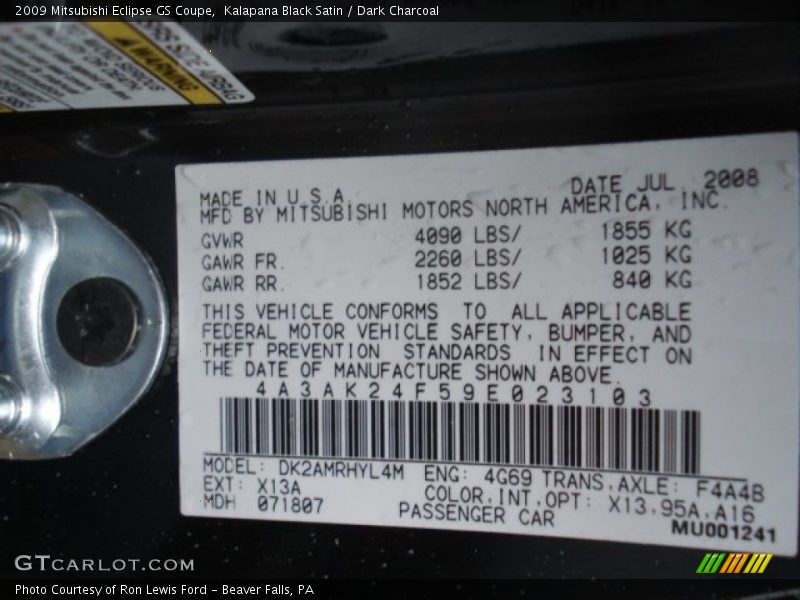 2009 Mitsubishi Eclipse GS Coupe, Kalapana Black Satin / Dark Charcoal
WARNING
MADE IN U.S.A. DATE JUL. 2008
MFD BY MITSUBISHI MOTORS NORTH AMERICA, INC.
GVWR 4090 LBS/ 1855 KG
GAWR FR. 2260 LBS/ 1025 KG
GAWR RR. 1852 LBS/ 840 KG
THIS VEHICLE CONFORMS TO ALL APPLICABLE
FEDERAL MOTOR VEHICLE SAFETY, BUMPER, AND
THEFT PREVENTION STANDARDS IN EFFECT ON
THE DATE OF MANUFACTURE SHOWN ABOVE.
4A3AK24F59E023103
MODEL: DK2AMRHYL4M ENG: 4G69 TRANS.AXLE: F4A4B
EXT: X13A COLOR.INT.OPT: X13.95A.A16
MDH 071807 PASSENGER CAR
MU001241
GTCARLOT.COM
Photo Courtesy of Ron Lewis Ford - Beaver Falls, PA